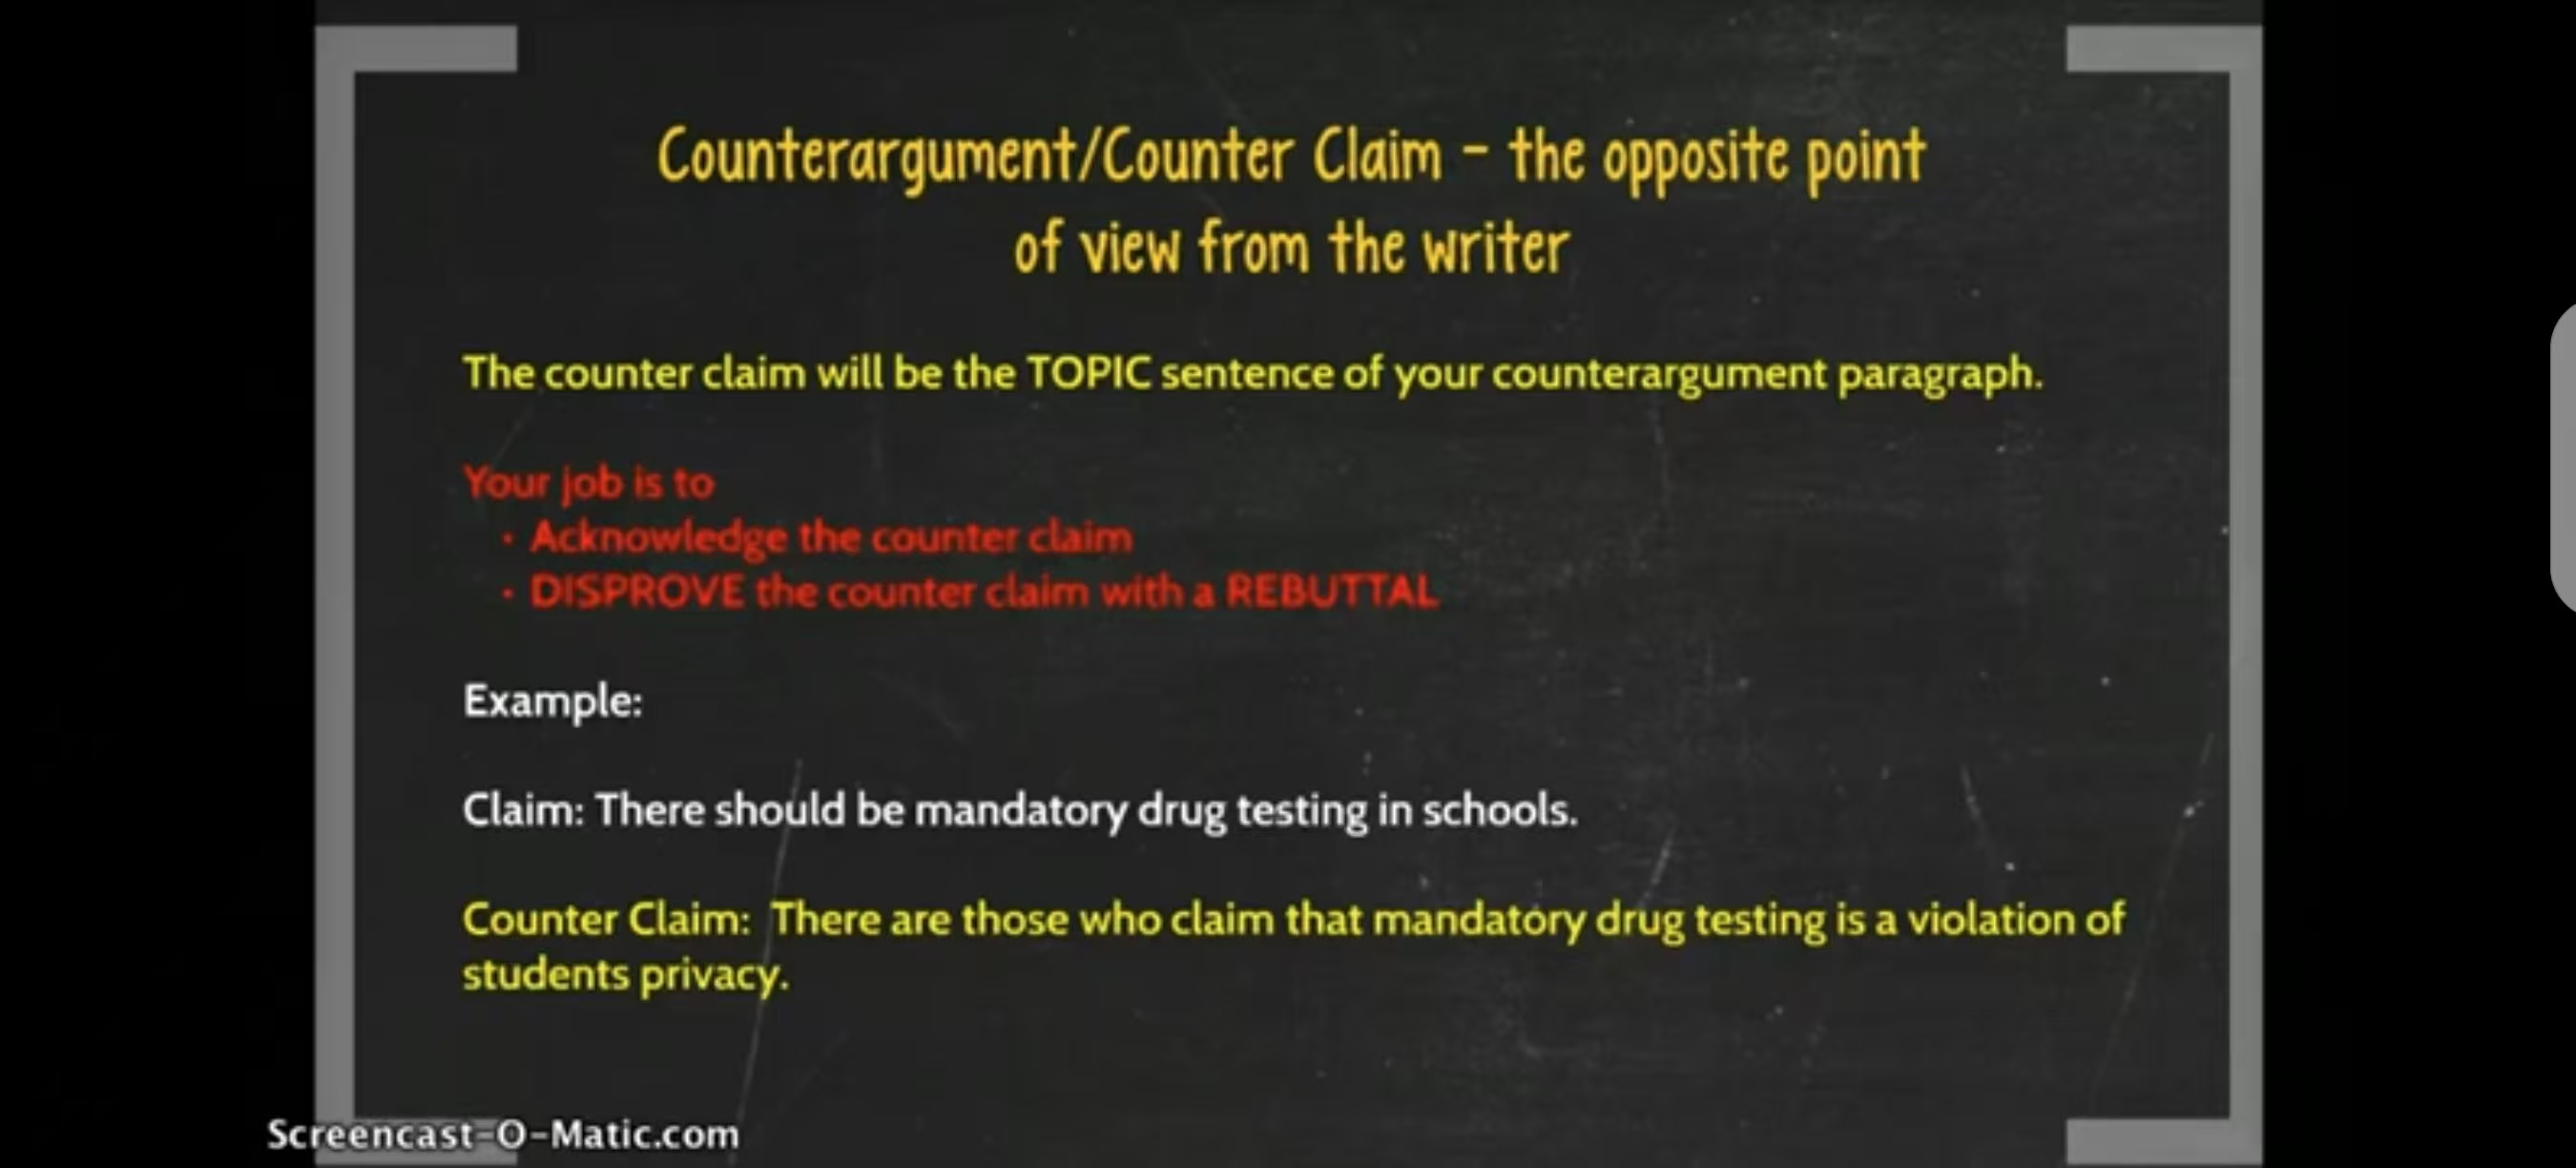 Counterargument/Counter Claim - the opposite point
of view from the writer
The counter claim will be the TOPIC sentence of your counterargument paragraph.
Your job is to
• Acknowledge the counter claim
• DISPROVE the counter claim with a REBUTTAL
Example:
Claim: There should be mandatory drug testing in schools.
Counter Claim:  There are those who claim that mandatory drug testing is a violation of
students privacy.
Screencast-O-Matic.com